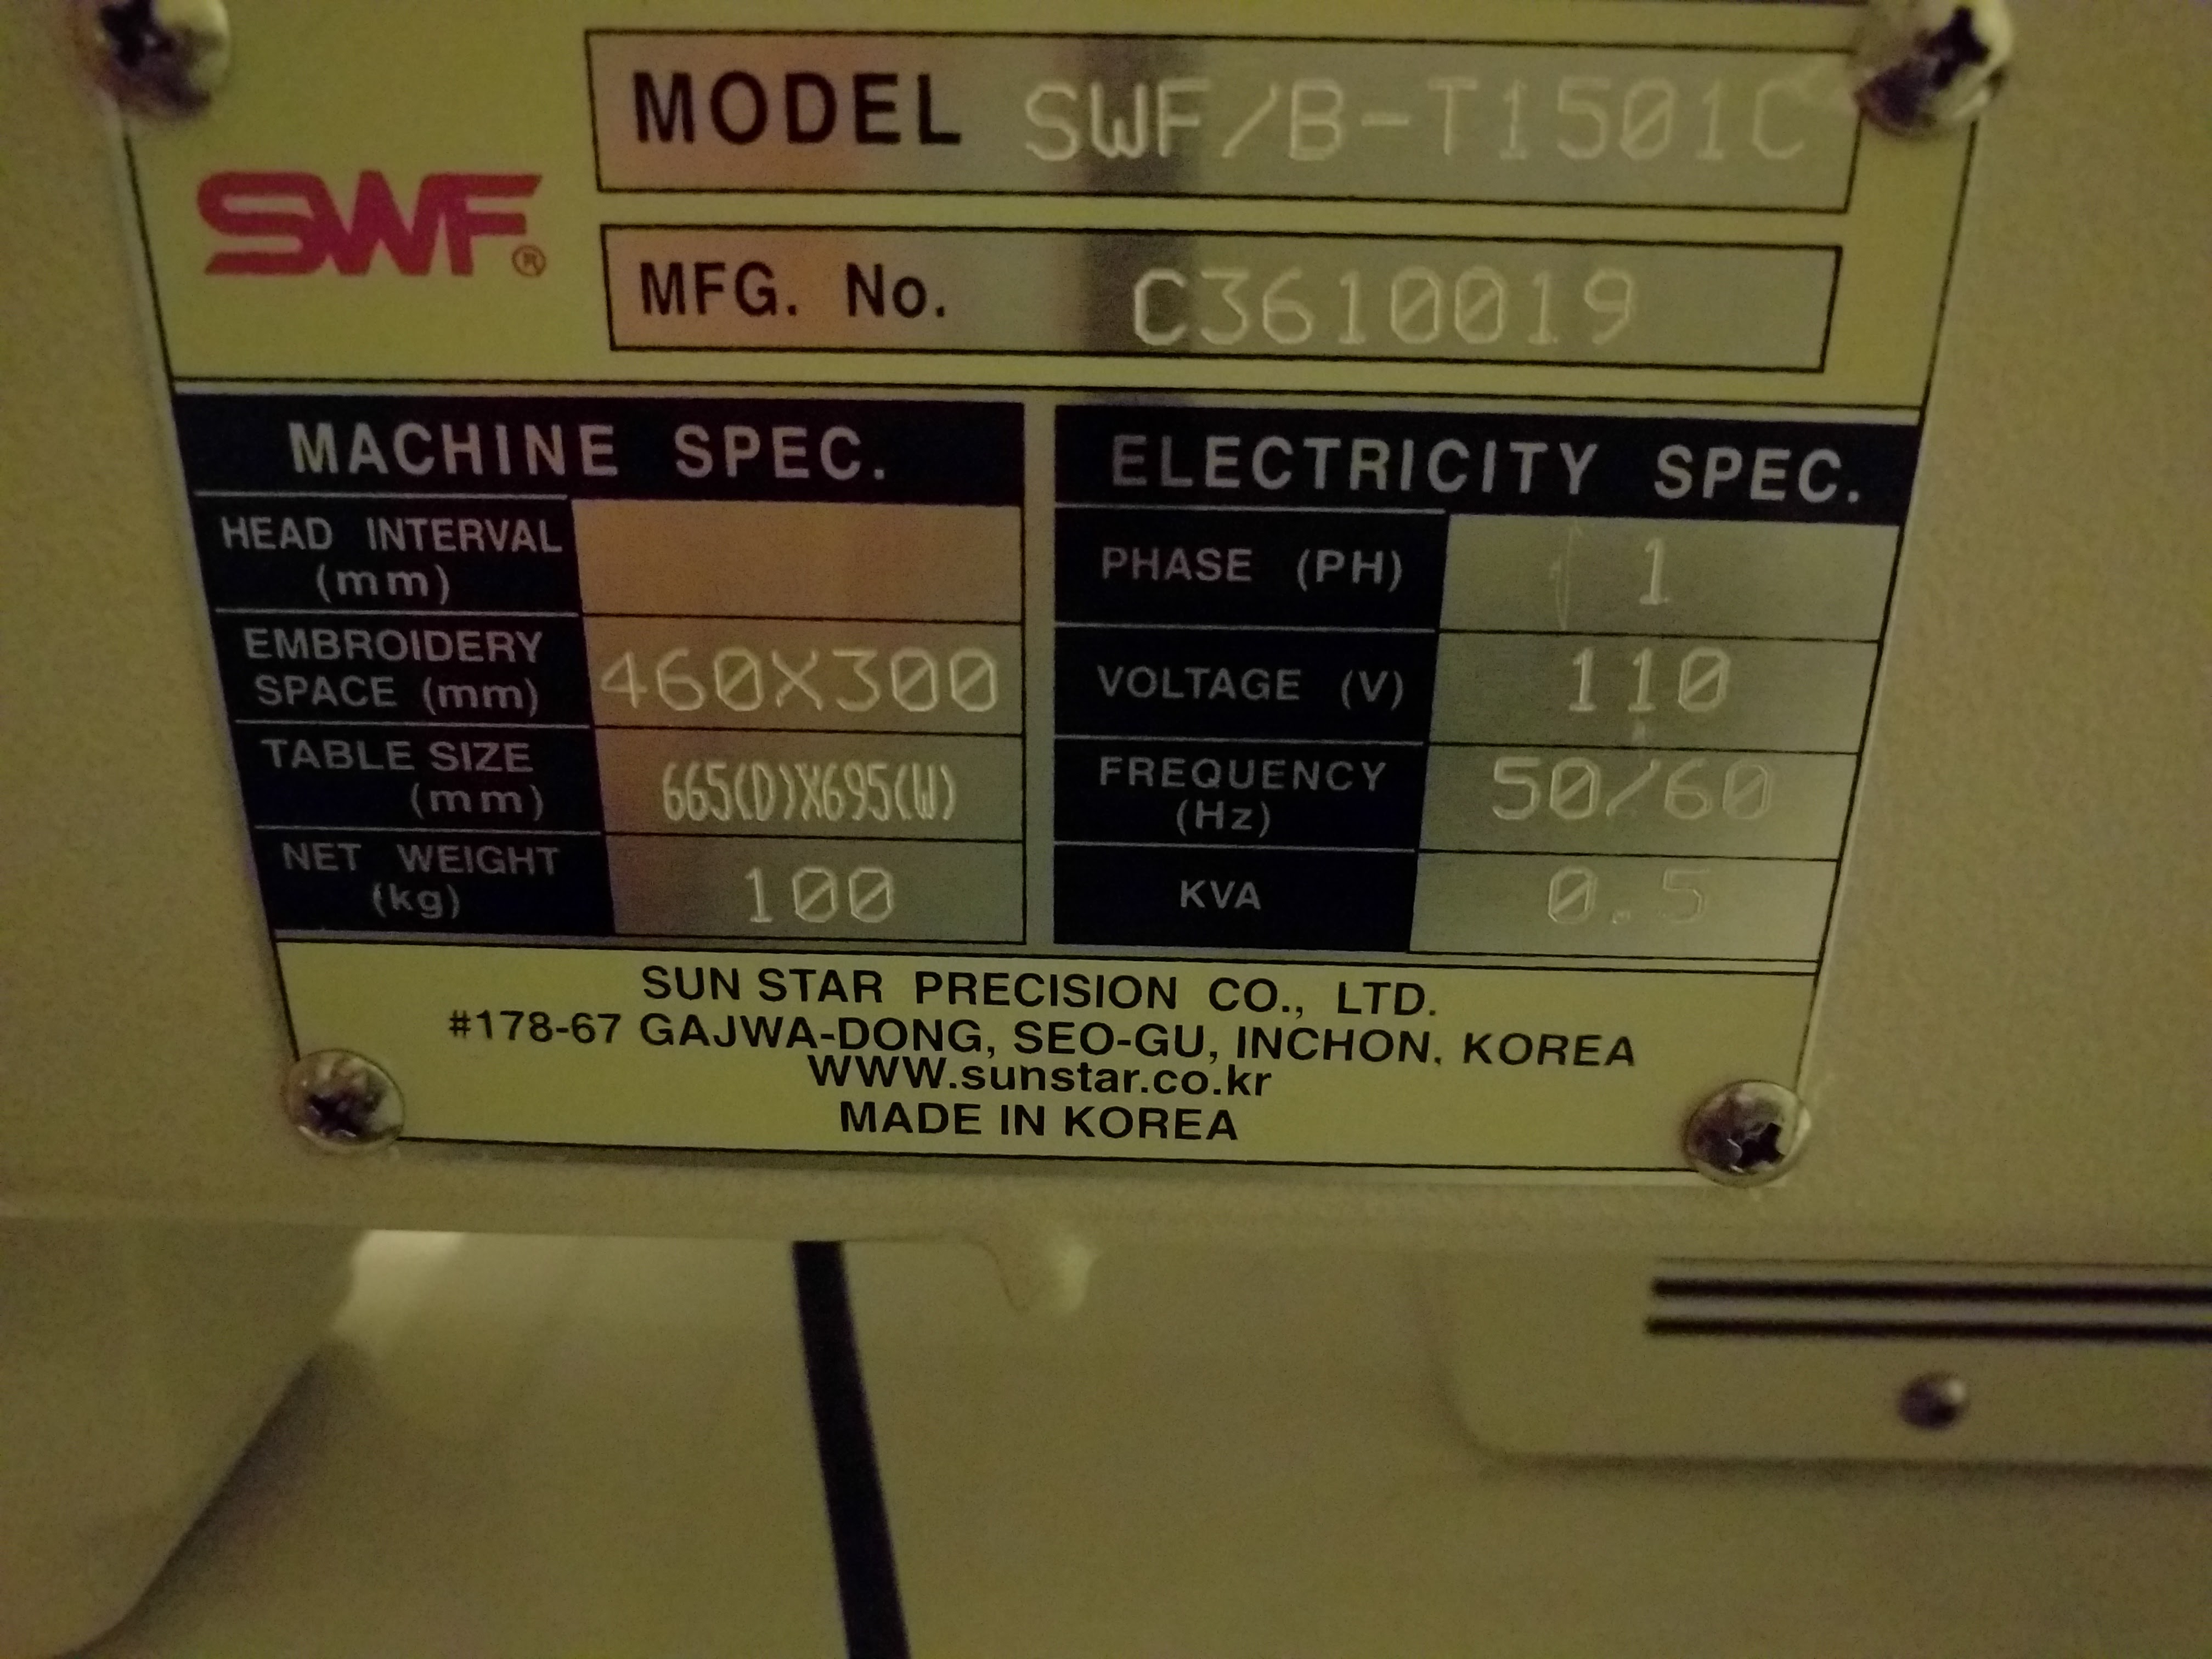 MODEL SWF/B-T1501C
SWF®
MFG. No. C3610019
MACHINE SPEC.
HEAD INTERVAL
(mm)
EMBROIDERY
SPACE (mm) 460X300
TABLE SIZE
(mm) 665(D)X695(W)
NET WEIGHT
(kg) 100
ELECTRICITY SPEC.
PHASE (PH) 1
VOLTAGE (V) 110
FREQUENCY
(Hz) 50/60
KVA 0.5
SUN STAR PRECISION CO., LTD.
#178-67 GAJWA-DONG, SEO-GU, INCHON, KOREA
WWW.sunstar.co.kr
MADE IN KOREA